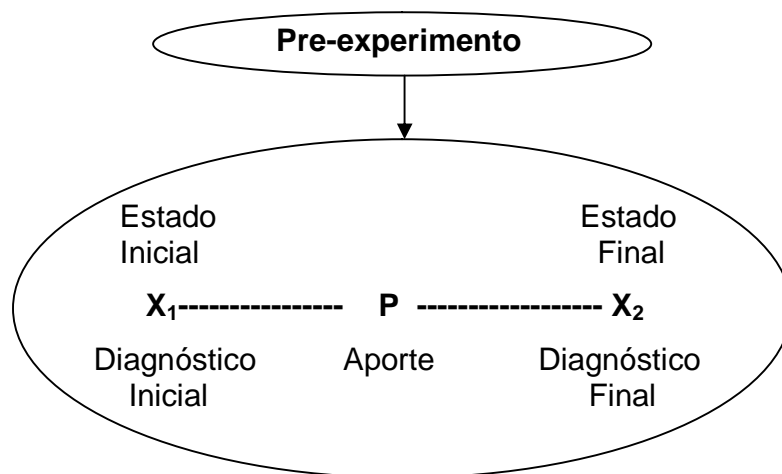 Pre-experimento
Estado Estado
Inicial Final
X₁---------------- P ------------------ X₂
Diagnóstico Aporte Diagnóstico
Inicial Final